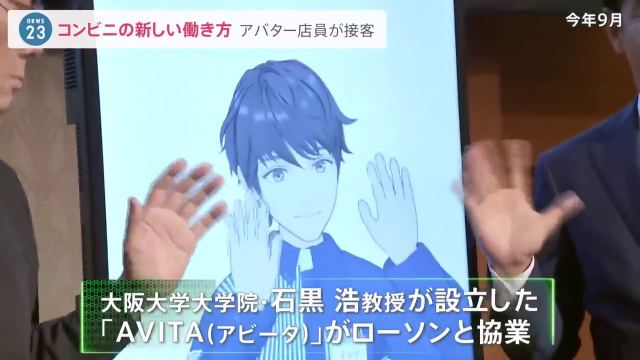 news
23
コンビニの新しい働き方 アバター店員が接客
今年9月
大阪大学大学院・石黒 浩教授が設立した
「AVITA(アビータ)」がローソンと協業